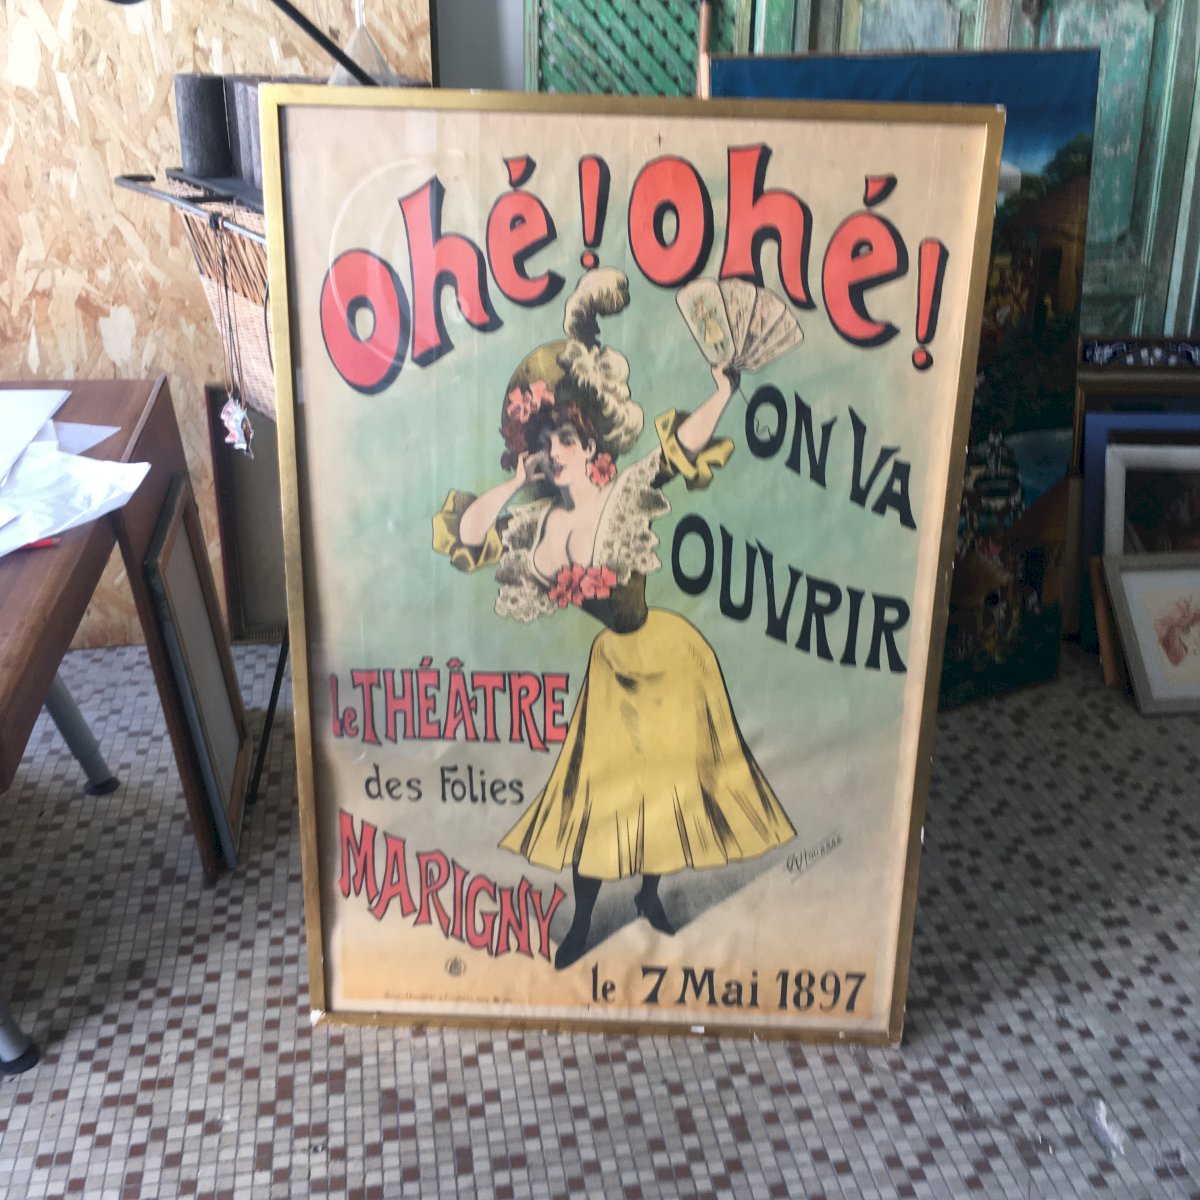 Ohé! Ohé!
ON VA
OUVRIR
le THÉÂTRE
des Folies
MARIGNY
le 7 Mai 1897